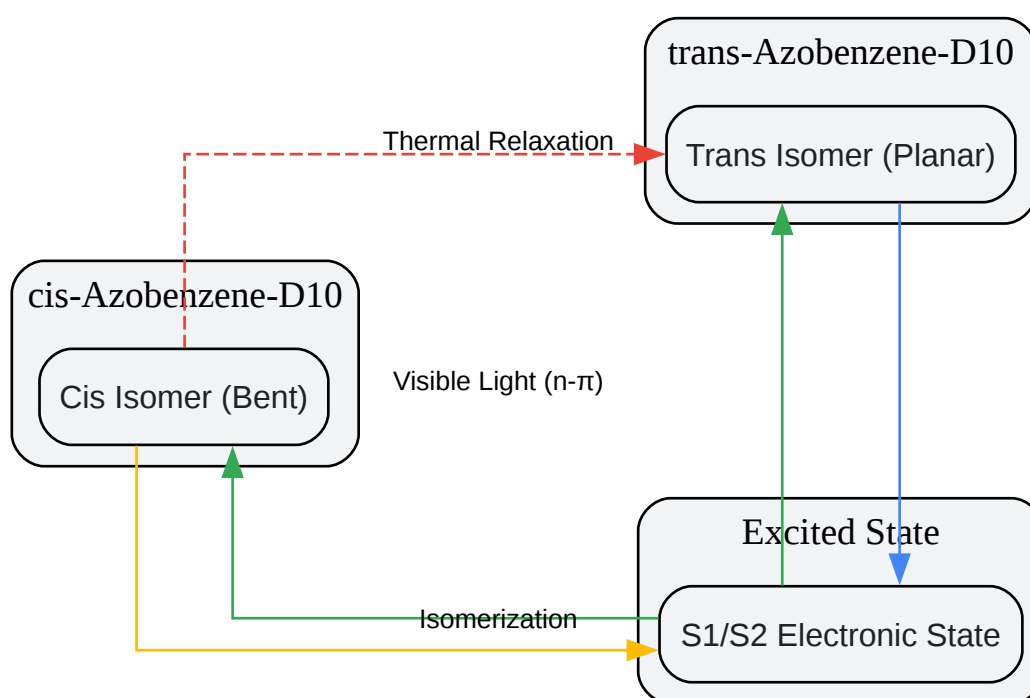 trans-Azobenzene-D10
Thermal Relaxation
Trans Isomer (Planar)
cis-Azobenzene-D10
Cis Isomer (Bent)
Visible Light (n-π)
Excited State
Isomerization
S1/S2 Electronic State